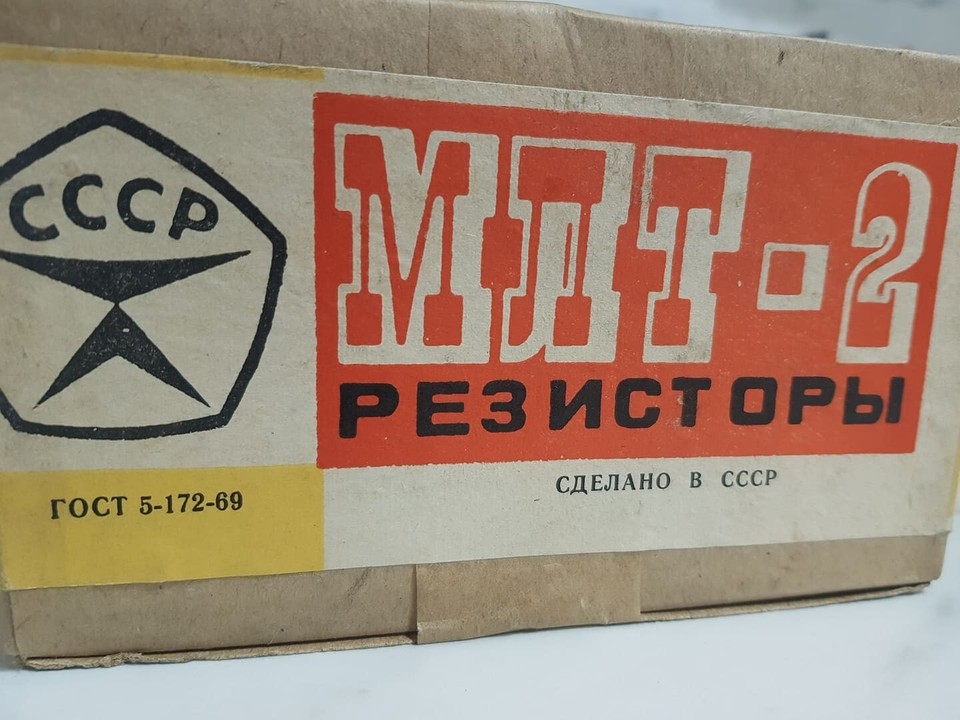 СССР
МЛТ-2
РЕЗИСТОРЫ
ГОСТ 5-172-69
СДЕЛАНО В СССР